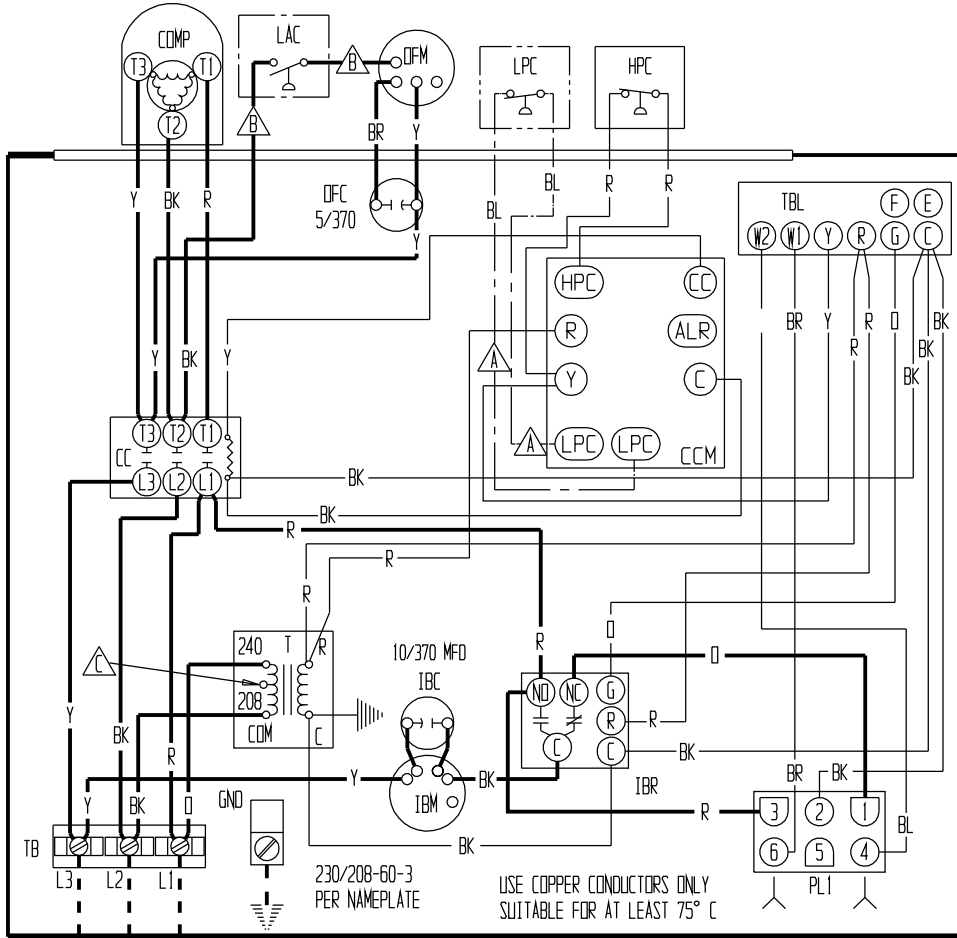 COMP
LAC
OFM
LPC
HPC
T3
T1
T2
B
B
BR
Y
OFC
5/370
Y
BK
R
BL
BL
R
R
TBL
F
E
W2
W1
Y
R
G
C
Y
HPC
CC
R
ALR
Y
C
LPC
LPC
CCM
A
A
BR
Y
R
R
O
BK
BK
BK
Y
BK
Y
T3
T2
T1
CC
L3
L2
L1
BK
BK
R
R
R
240
T
R
208
COM
C
C
10/370 MFD
IBC
IBM
R
O
O
NO
NC
G
R
C
C
R
BK
IBR
Y
BK
R
Y
BK
O
Y
BK
BK
R
BR
BK
BL
3
2
1
6
5
4
PL1
TB
L3
L2
L1
GND
230/208-60-3
PER NAMEPLATE
USE COPPER CONDUCTORS ONLY
SUITABLE FOR AT LEAST 75° C